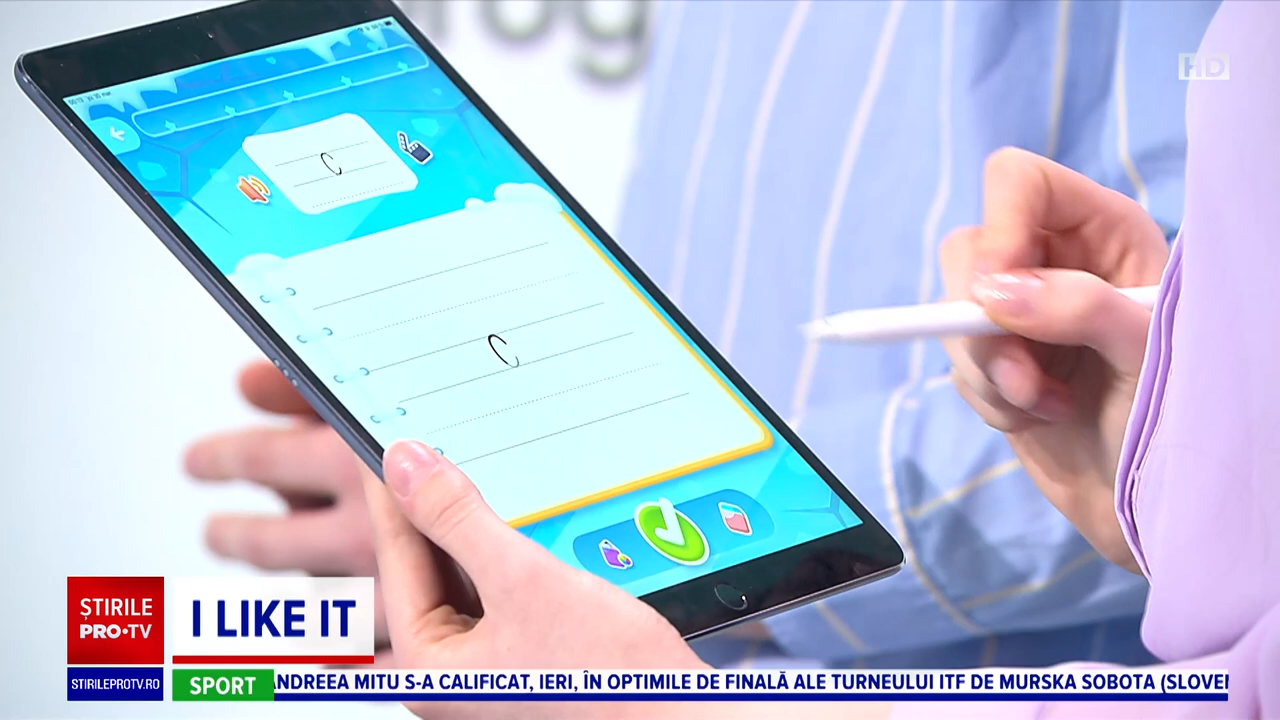 HD
C
C
ȘTIRILE
PRO•TV
I LIKE IT
STIRILEPROTV.RO
SPORT
ANDREEA MITU S-A CALIFICAT, IERI, ÎN OPTIMILE DE FINALĂ ALE TURNEULUI ITF DE MURSKA SOBOTA